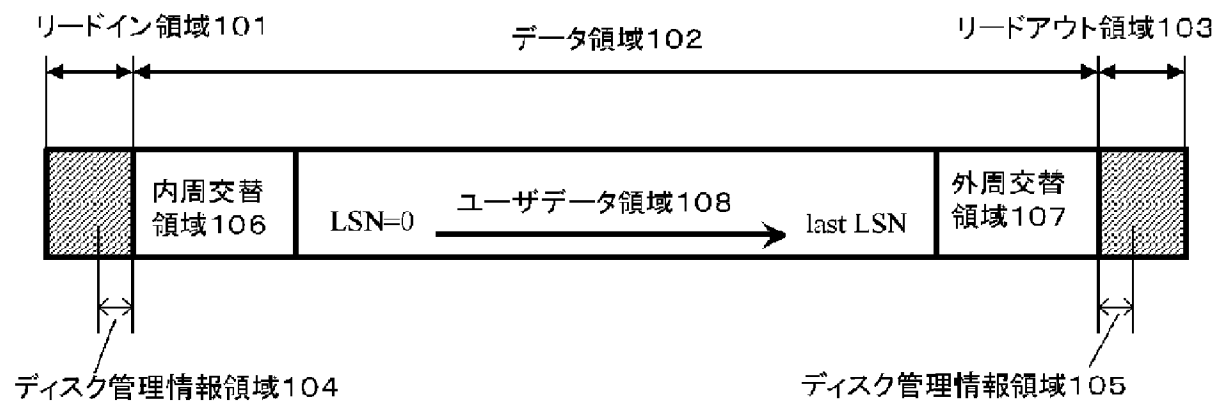 リードイン領域101
データ領域102
リードアウト領域103
内周交替
領域106
LSN=0
ユーザデータ領域108
last LSN
外周交替
領域107
ディスク管理情報領域104
ディスク管理情報領域105